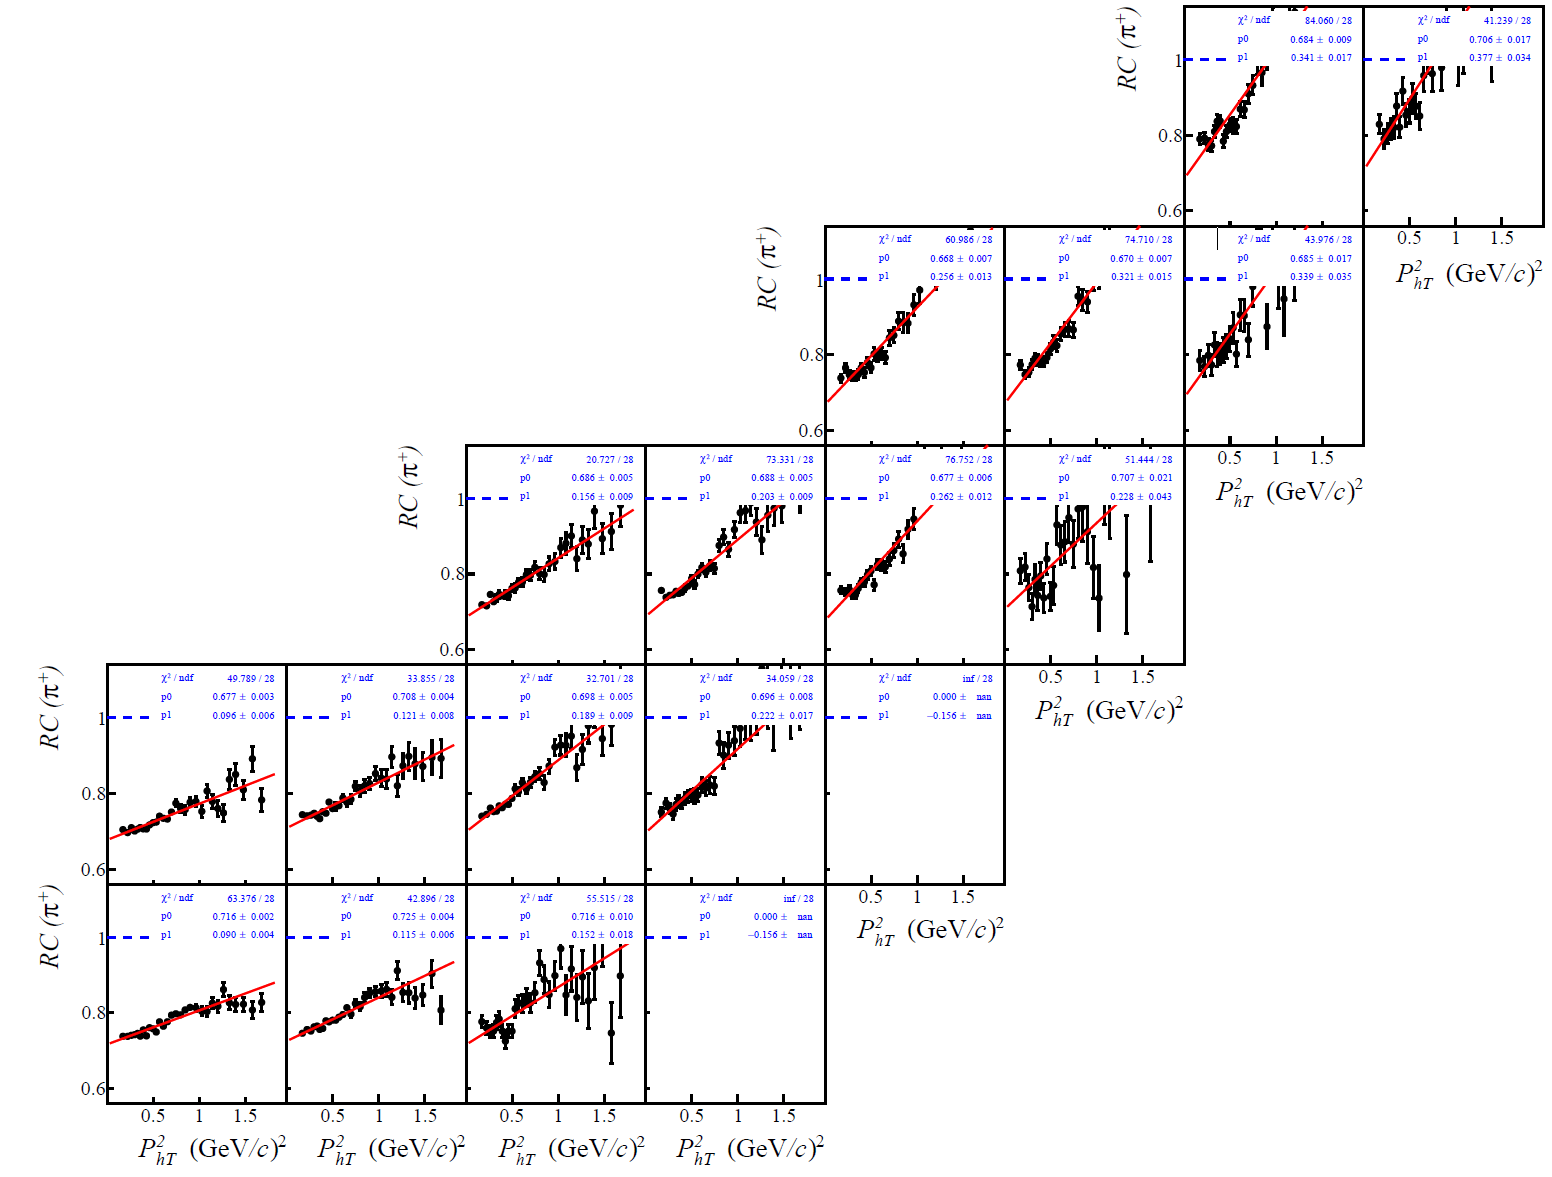 RC (π⁺)
χ² / ndf 84.060 / 28
p0 0.684 ± 0.009
p1 0.341 ± 0.017
χ² / ndf 41.239 / 28
p0 0.706 ± 0.017
p1 0.377 ± 0.034
1
0.8
0.6
0.5 1 1.5
P²hT (GeV/c)²
RC (π⁺)
χ² / ndf 60.986 / 28
p0 0.668 ± 0.007
p1 0.256 ± 0.013
χ² / ndf 74.710 / 28
p0 0.670 ± 0.007
p1 0.321 ± 0.015
χ² / ndf 43.976 / 28
p0 0.685 ± 0.017
p1 0.339 ± 0.035
1
0.8
0.6
0.5 1 1.5
P²hT (GeV/c)²
RC (π⁺)
χ² / ndf 20.727 / 28
p0 0.686 ± 0.005
p1 0.156 ± 0.009
χ² / ndf 73.331 / 28
p0 0.688 ± 0.005
p1 0.203 ± 0.009
χ² / ndf 76.752 / 28
p0 0.677 ± 0.006
p1 0.262 ± 0.012
χ² / ndf 51.444 / 28
p0 0.707 ± 0.021
p1 0.228 ± 0.043
1
0.8
0.6
0.5 1 1.5
P²hT (GeV/c)²
RC (π⁺)
χ² / ndf 49.789 / 28
p0 0.677 ± 0.003
p1 0.096 ± 0.006
χ² / ndf 33.855 / 28
p0 0.708 ± 0.004
p1 0.121 ± 0.008
χ² / ndf 32.701 / 28
p0 0.698 ± 0.005
p1 0.189 ± 0.009
χ² / ndf 34.059 / 28
p0 0.696 ± 0.008
p1 0.222 ± 0.017
χ² / ndf inf / 28
p0 0.000 ± nan
p1 −0.156 ± nan
1
0.8
0.6
0.5 1 1.5
P²hT (GeV/c)²
RC (π⁺)
χ² / ndf 63.376 / 28
p0 0.716 ± 0.002
p1 0.090 ± 0.004
χ² / ndf 42.896 / 28
p0 0.725 ± 0.004
p1 0.115 ± 0.006
χ² / ndf 55.515 / 28
p0 0.716 ± 0.010
p1 0.152 ± 0.018
χ² / ndf inf / 28
p0 0.000 ± nan
p1 −0.156 ± nan
1
0.8
0.6
0.5 1 1.5 0.5 1 1.5 0.5 1 1.5 0.5 1 1.5
P²hT (GeV/c)² P²hT (GeV/c)² P²hT (GeV/c)² P²hT (GeV/c)²